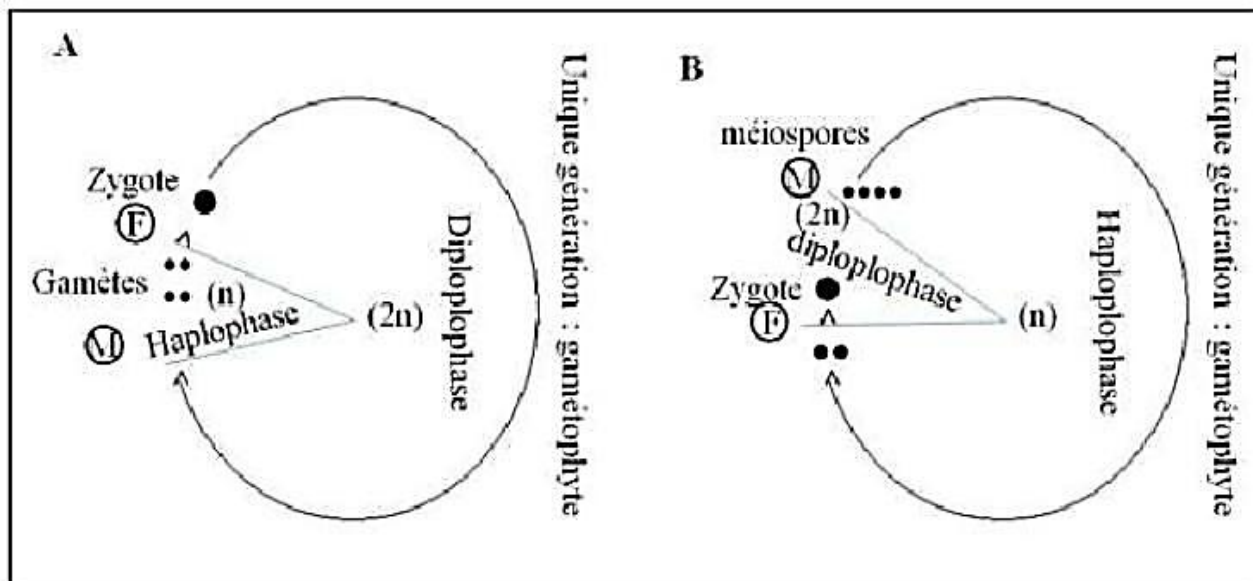 A
Zygote
F
Gamètes
(n)
M
Haplophase
(2n)
Diplophase
Unique génération : gamétophyte
B
méiospores
M
(2n)
diploplophase
Zygote
F
(n)
Haplophase
Unique génération : gamétophyte